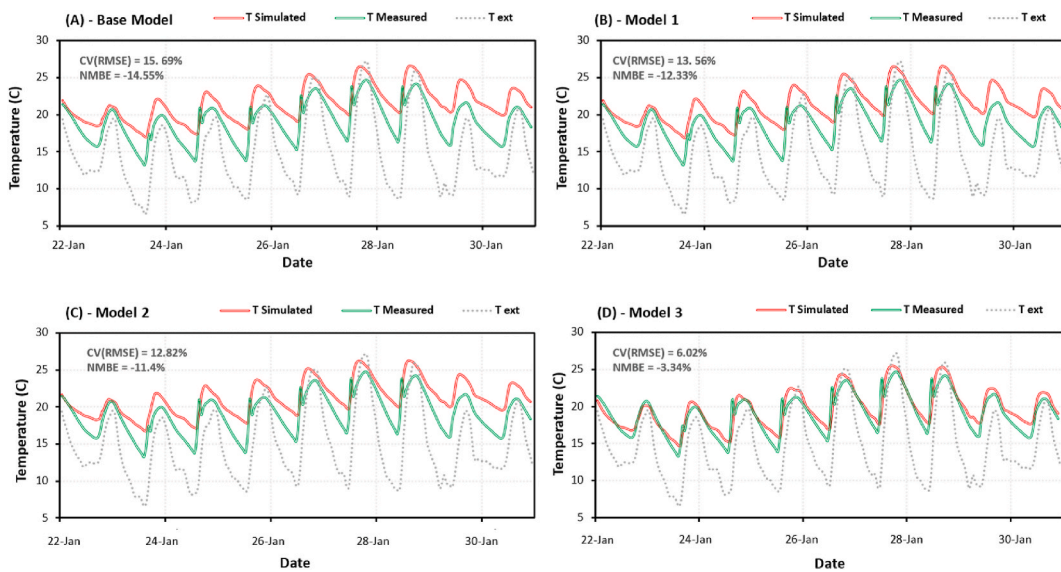 (A) - Base Model
T Simulated T Measured T ext
CV(RMSE) = 15. 69%
NMBE = -14.55%
Temperature (C)
30
25
20
15
10
5
22-Jan 24-Jan 26-Jan 28-Jan 30-Jan
Date
(B) - Model 1
T Simulated T Measured T ext
CV(RMSE) = 13. 56%
NMBE = -12.33%
Temperature (C)
30
25
20
15
10
5
22-Jan 24-Jan 26-Jan 28-Jan 30-Jan
Date
(C) - Model 2
T Simulated T Measured T ext
CV(RMSE) = 12.82%
NMBE = -11.4%
Temperature (C)
30
25
20
15
10
5
22-Jan 24-Jan 26-Jan 28-Jan 30-Jan
Date
(D) - Model 3
T Simulated T Measured T ext
CV(RMSE) = 6.02%
NMBE = -3.34%
Temperature (C)
30
25
20
15
10
5
22-Jan 24-Jan 26-Jan 28-Jan 30-Jan
Date